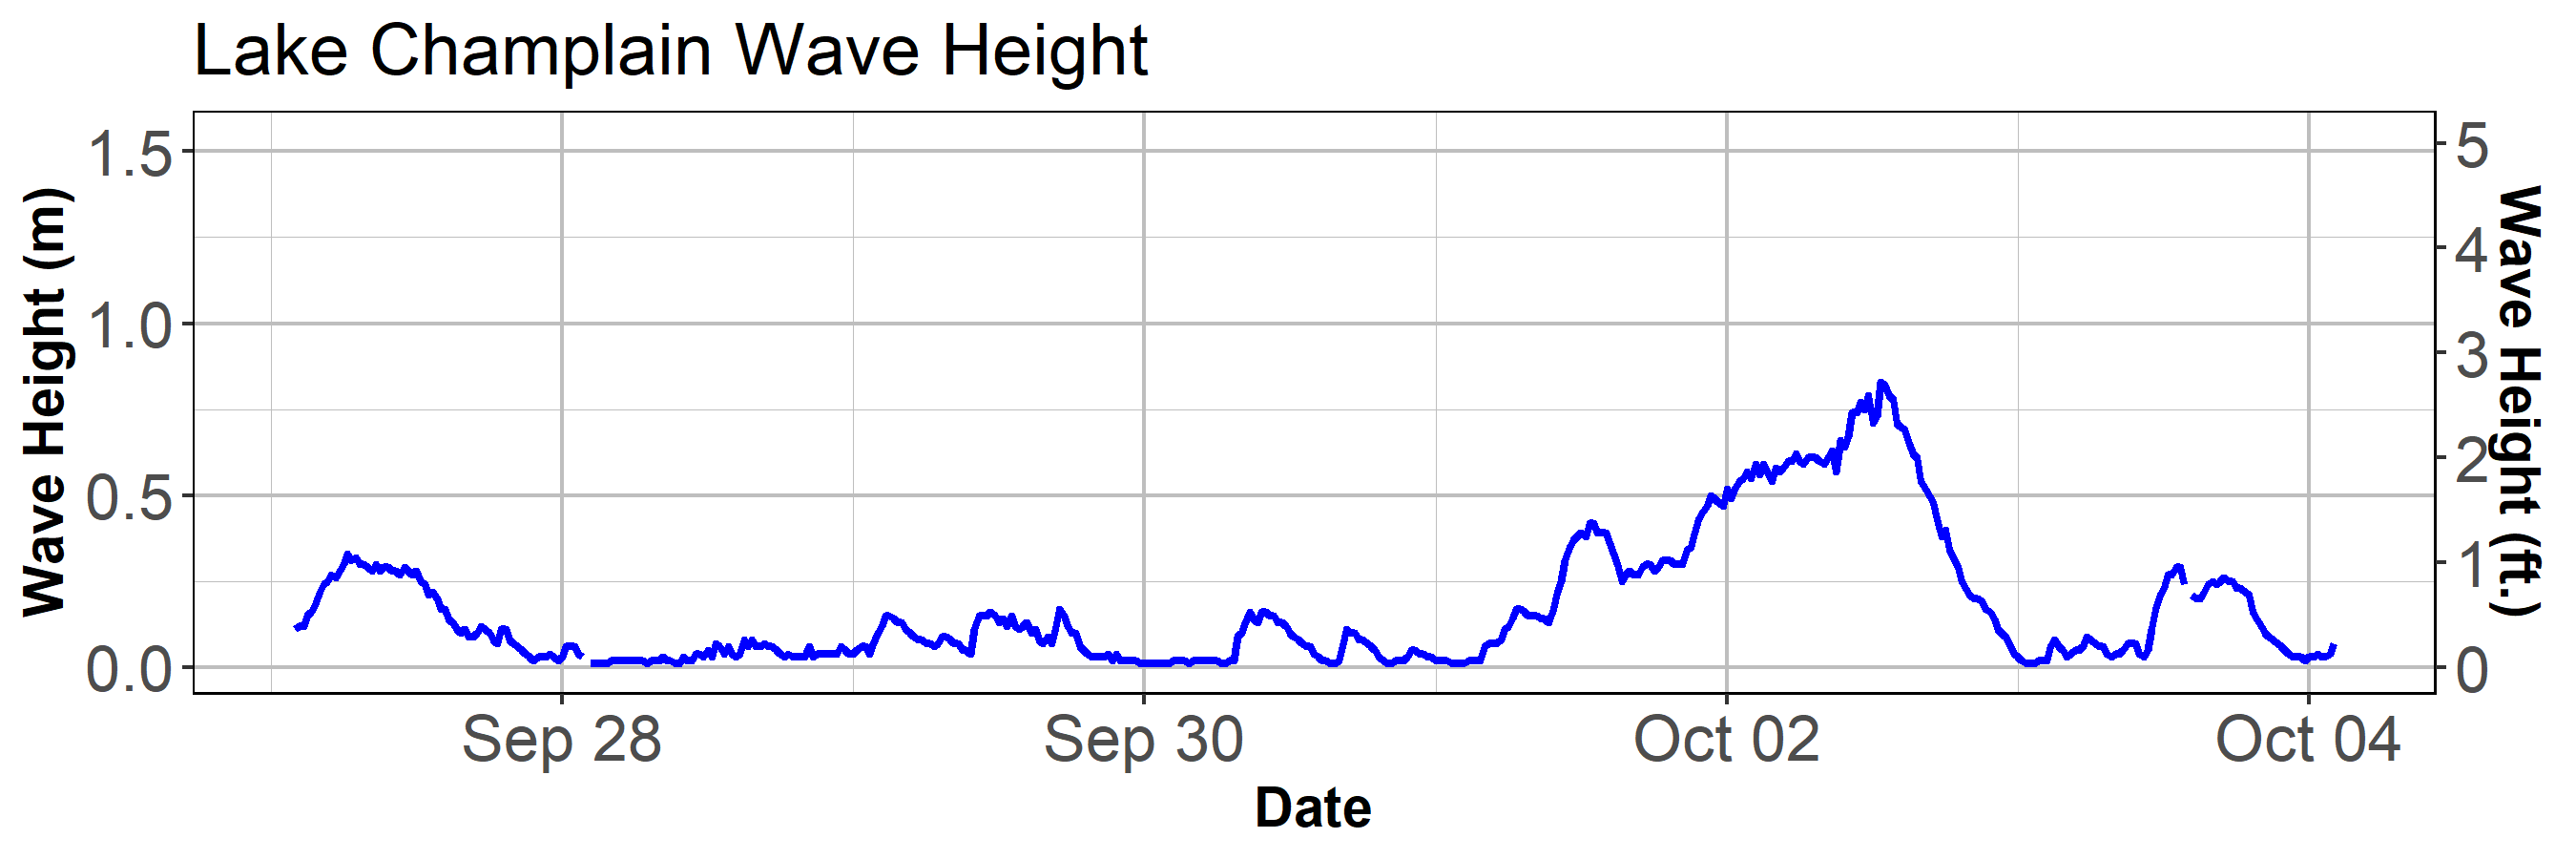 Lake Champlain Wave Height
Wave Height (m)
1.5
1.0
0.5
0.0
5
4
3
2
1
0
Wave Height (ft.)
Sep 28
Sep 30
Oct 02
Oct 04
Date